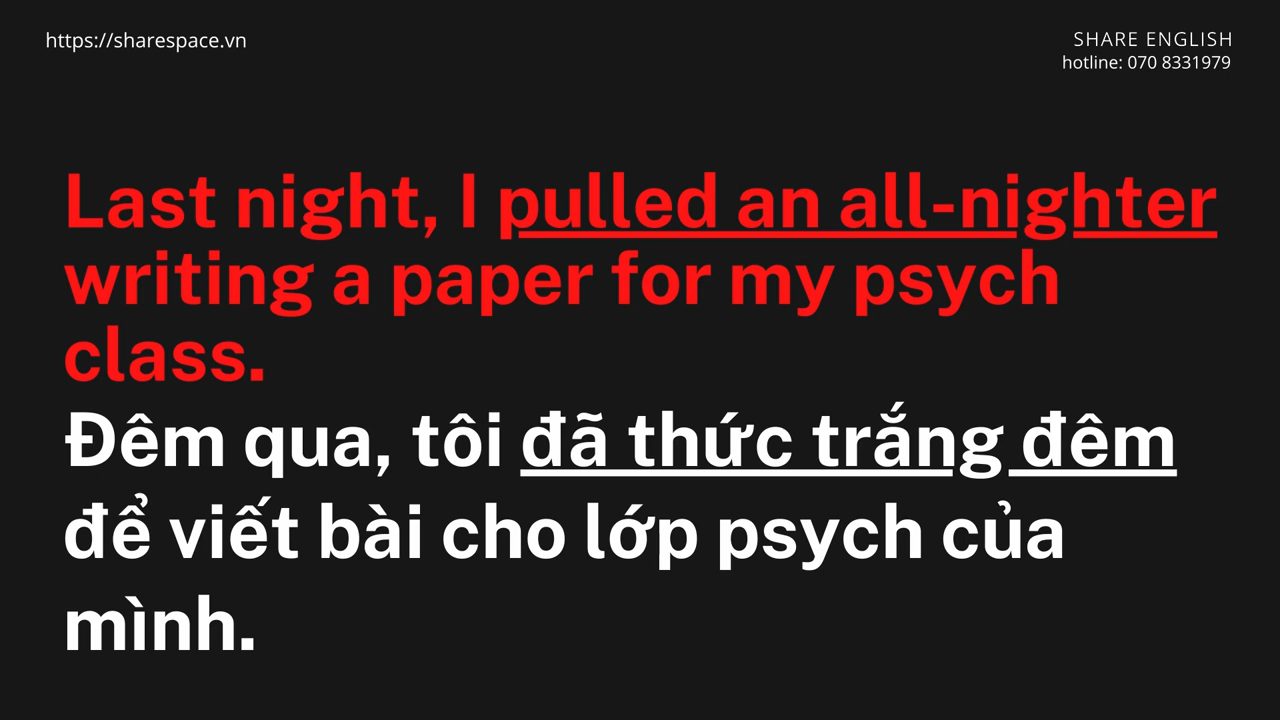 https://sharespace.vn
SHARE ENGLISH
hotline: 070 8331979
Last night, I pulled an all-nighter
writing a paper for my psych
class.
Đêm qua, tôi đã thức trắng đêm
để viết bài cho lớp psych của
mình.